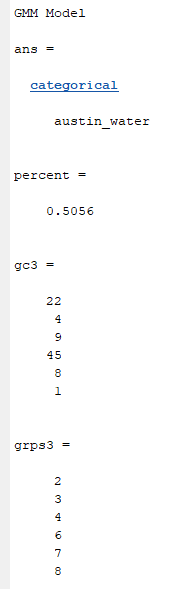 GMM Model
ans =
categorical
austin_water
percent =
0.5056
gc3 =
22
4
9
45
8
1
grps3 =
2
3
4
6
7
8